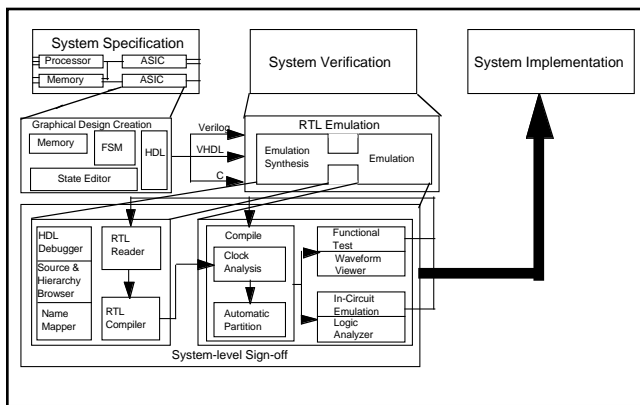 System Specification
Processor
ASIC
Memory
ASIC
System Verification
System Implementation
Graphical Design Creation
Memory
FSM
HDL
State Editor
Verilog
VHDL
C
RTL Emulation
Emulation
Synthesis
Emulation
HDL
Debugger
Source &
Hierarchy
Browser
Name
Mapper
RTL
Reader
RTL
Compiler
Compile
Clock
Analysis
Automatic
Partition
Functional
Test
Waveform
Viewer
In-Circuit
Emulation
Logic
Analyzer
System-level Sign-off